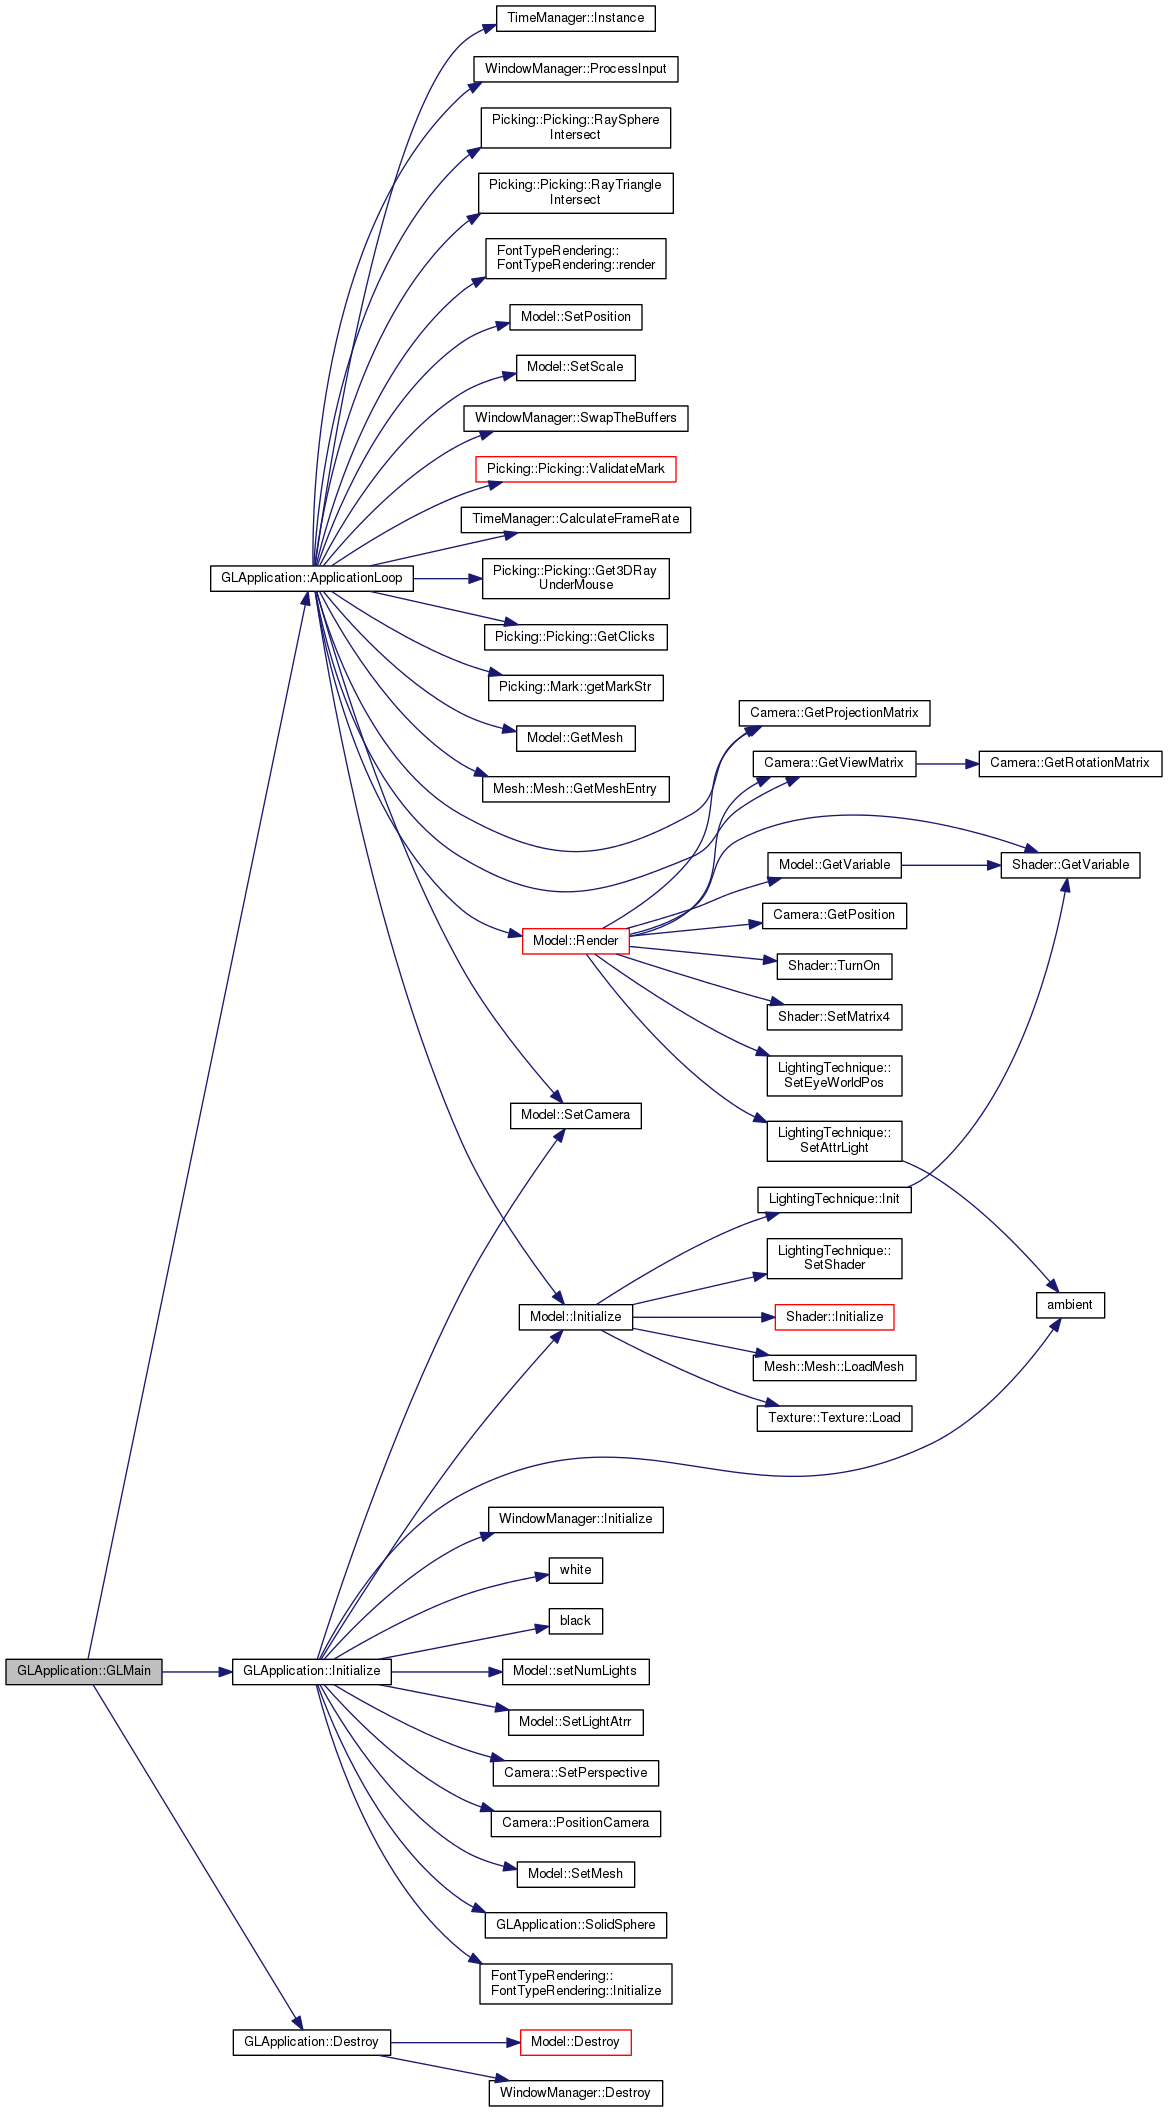 TimeManager::Instance
WindowManager::ProcessInput
Picking::Picking::RaySphere
Intersect
Picking::Picking::RayTriangle
Intersect
FontTypeRendering::
FontTypeRendering::render
Model::SetPosition
Model::SetScale
WindowManager::SwapTheBuffers
Picking::Picking::ValidateMark
TimeManager::CalculateFrameRate
GLApplication::ApplicationLoop
Picking::Picking::Get3DRay
UnderMouse
Picking::Picking::GetClicks
Picking::Mark::getMarkStr
Model::GetMesh
Mesh::Mesh::GetMeshEntry
Camera::GetProjectionMatrix
Camera::GetViewMatrix
Camera::GetRotationMatrix
Model::GetVariable
Shader::GetVariable
Camera::GetPosition
Model::Render
Shader::TurnOn
Shader::SetMatrix4
LightingTechnique::
SetEyeWorldPos
Model::SetCamera
LightingTechnique::
SetAttrLight
LightingTechnique::Init
LightingTechnique::
SetShader
ambient
Model::Initialize
Shader::Initialize
Mesh::Mesh::LoadMesh
Texture::Texture::Load
WindowManager::Initialize
white
black
GLApplication::GLMain
GLApplication::Initialize
Model::setNumLights
Model::SetLightAtrr
Camera::SetPerspective
Camera::PositionCamera
Model::SetMesh
GLApplication::SolidSphere
FontTypeRendering::
FontTypeRendering::Initialize
GLApplication::Destroy
Model::Destroy
WindowManager::Destroy